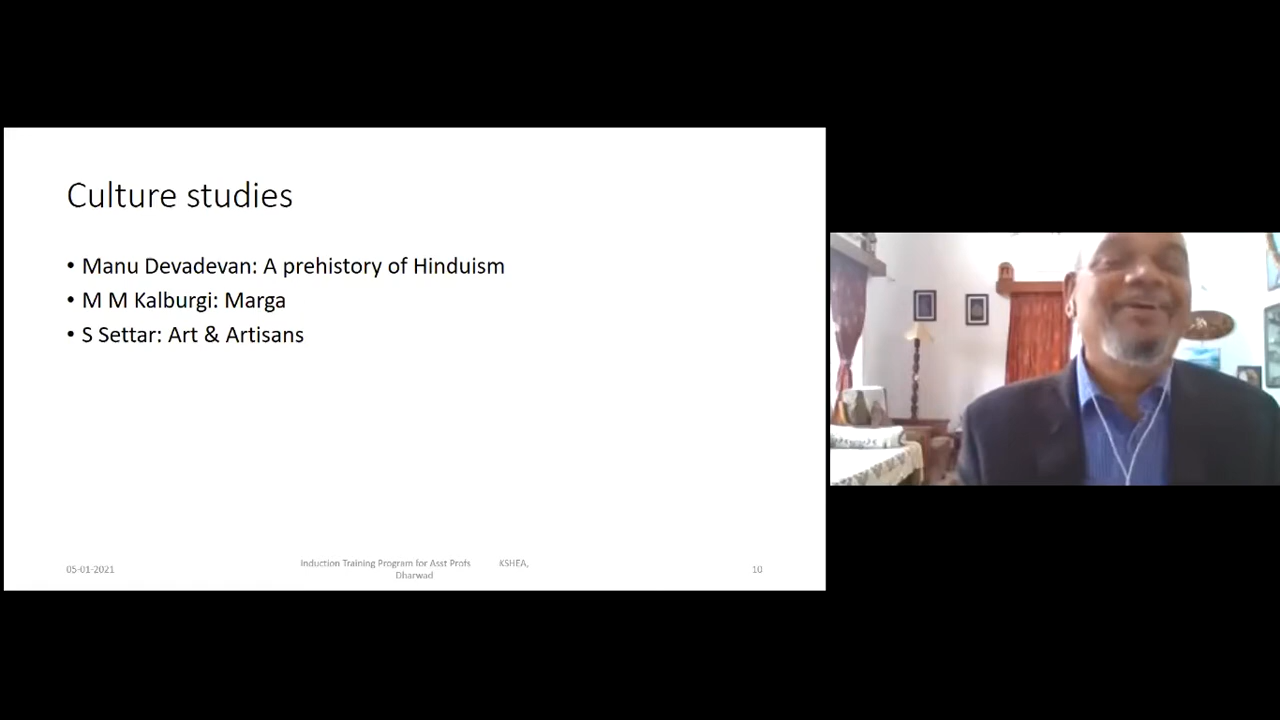 Culture studies
• Manu Devadevan: A prehistory of Hinduism
• M M Kalburgi: Marga
• S Settar: Art & Artisans
05-01-2021
Induction Training Program for Asst Profs KSHEA,
Dharwad
10